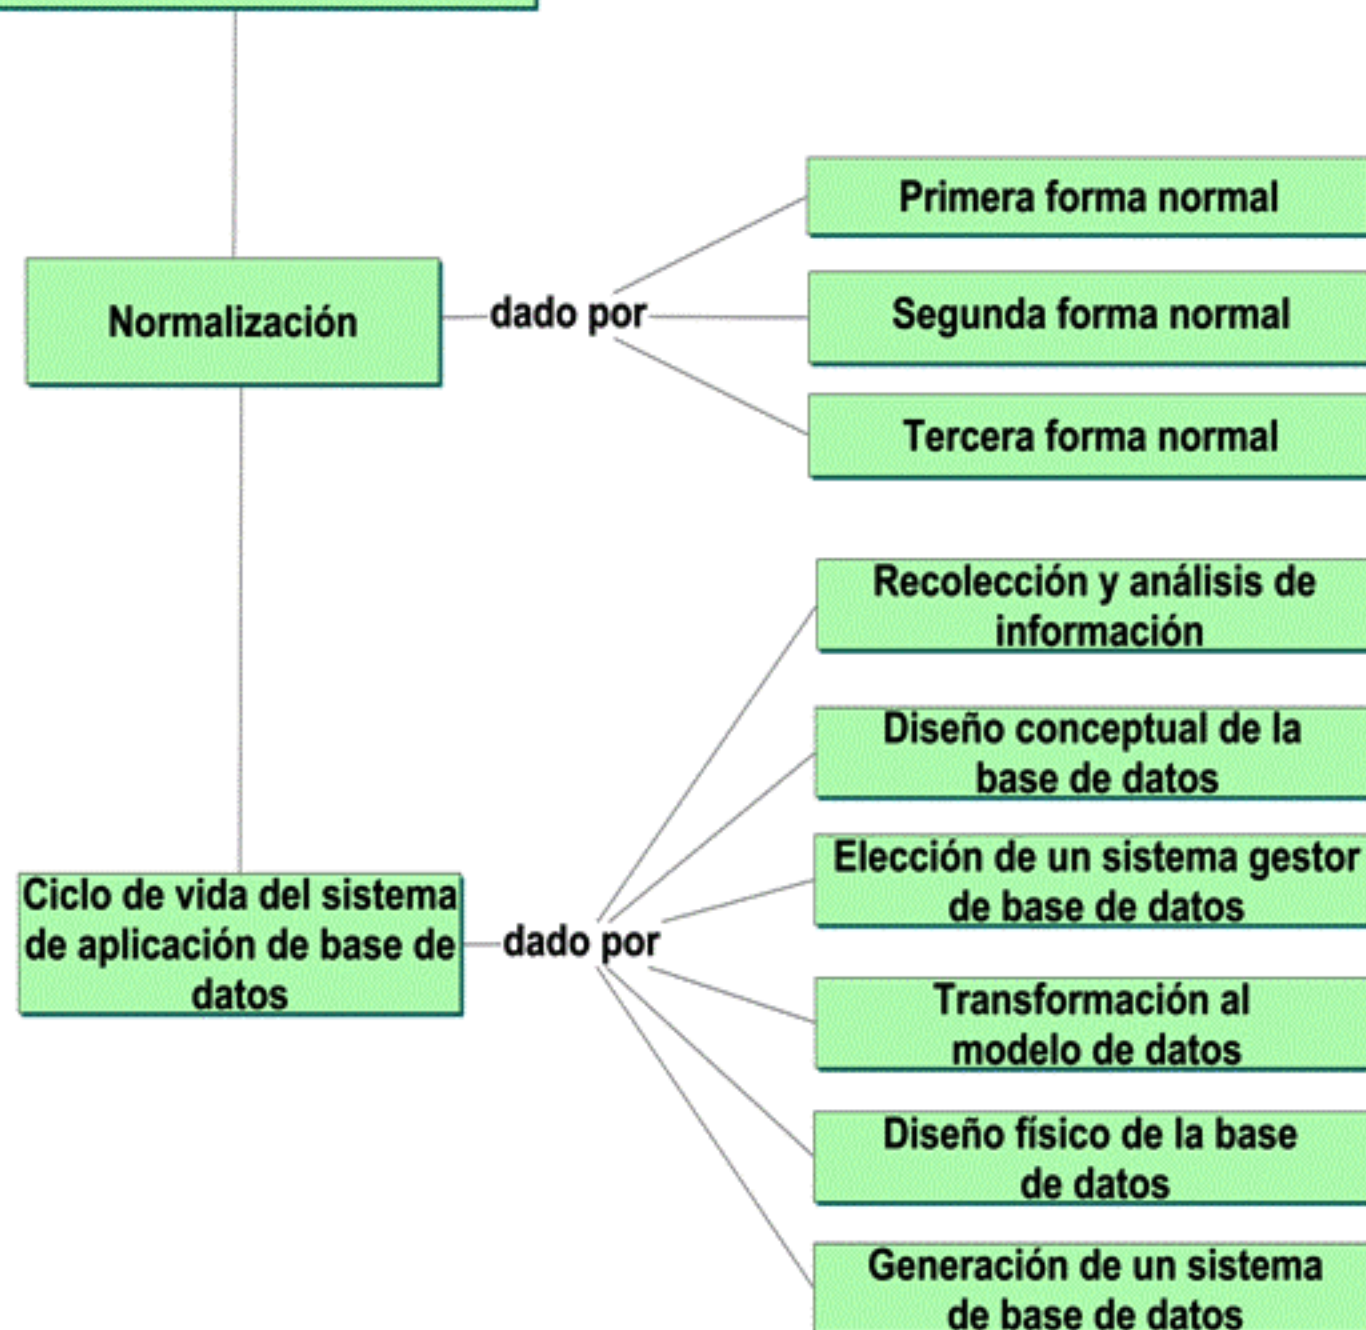 Primera forma normal
Normalización
dado por
Segunda forma normal
Tercera forma normal
Recolección y análisis de
información
Diseño conceptual de la
base de datos
Elección de un sistema gestor
de base de datos
Ciclo de vida del sistema
de aplicación de base de
datos
dado por
Transformación al
modelo de datos
Diseño físico de la base
de datos
Generación de un sistema
de base de datos